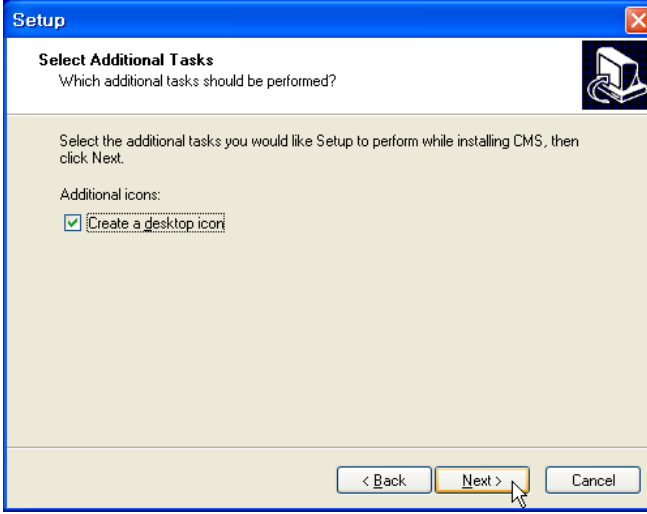 Setup
Select Additional Tasks
Which additional tasks should be performed?
Select the additional tasks you would like Setup to perform while installing CMS, then
click Next.
Additional icons:
Create a desktop icon
< Back
Next >
Cancel